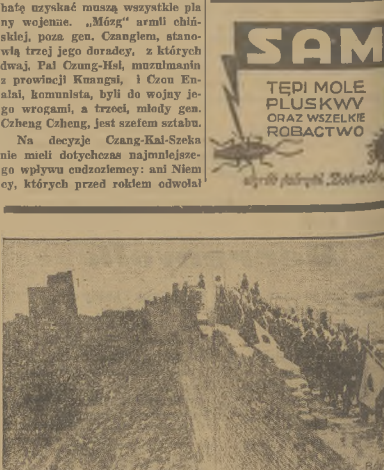 batę uzyskać muszą wszystkie pla
ny wojenne. „Mózg” armii chiń-
skiej, poza gen. Czangiem, stano-
wią trzej jego doradcy, z których
dwaj, Pai Czung-Hsi, muzułmanin
z prowincji Kuangsi, i Czou En-
alai, komunista, byli do wojny je-
go wrogami, a trzeci, młody gen.
Czheng Czheng, jest szefem sztabu.
Na decyzje Czang-Kai-Szeka
nie mieli dotychczas najmniejsze-
go wpływu cudzoziemcy: ani Niem
cy, których przed rokiem odwołał
SAM
TĘPI MOLE
PLUSKWY
ORAZ WSZELKIE
ROBACTWO